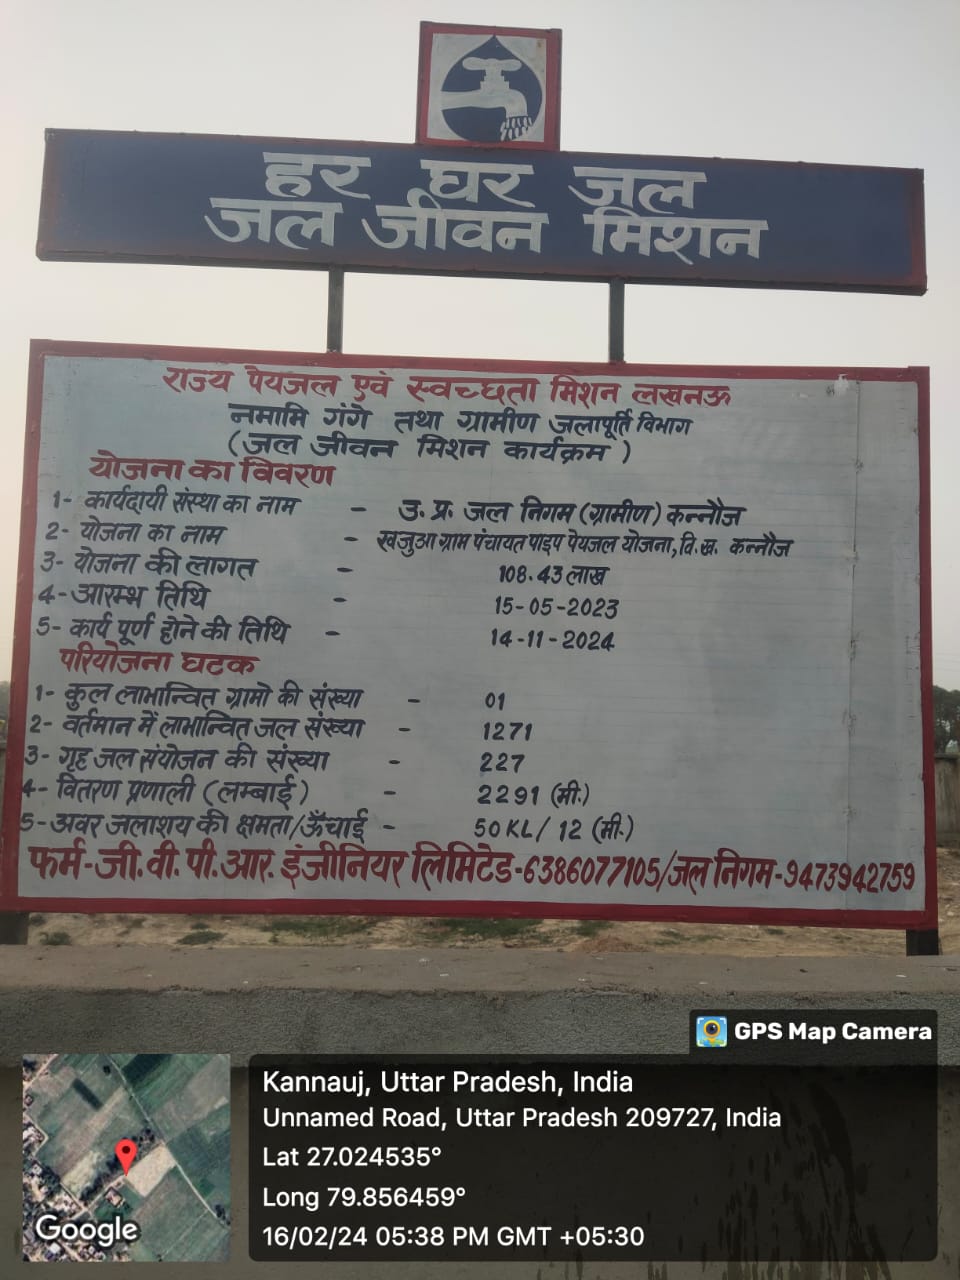 हर घर जल
जल जीवन मिशन
राज्य पेयजल एवं स्वच्छता मिशन लखनऊ
नमामि गंगे तथा ग्रामीण जलापूर्ति विभाग
(जल जीवन मिशन कार्यक्रम)
योजना का विवरण
1- कार्यदायी संस्था का नाम - उ. प्र. जल निगम (ग्रामीण) कन्नौज
2- योजना का नाम - खजुआ ग्राम पंचायत पाइप पेयजल योजना, वि.ख. कन्नौज
3- योजना की लागत - 108.43 लाख
4- आरम्भ तिथि - 15-05-2023
5- कार्य पूर्ण होने की तिथि - 14-11-2024
परियोजना घटक
1- कुल लाभान्वित ग्रामो की संख्या - 01
2- वर्तमान में लाभान्वित जल संख्या - 1271
3- गृह जल संयोजन की संख्या - 227
4- वितरण प्रणाली (लम्बाई) - 2291 (मी.)
5- अवर जलाशय की क्षमता/ऊँचाई - 50 KL/ 12 (मी.)
फर्म-जी.वी.पी.आर. इंजीनियर लिमिटेड-6386077105/जल निगम-9473942759
GPS Map Camera
Kannauj, Uttar Pradesh, India
Unnamed Road, Uttar Pradesh 209727, India
Lat 27.024535°
Long 79.856459°
16/02/24 05:38 PM GMT +05:30
Google